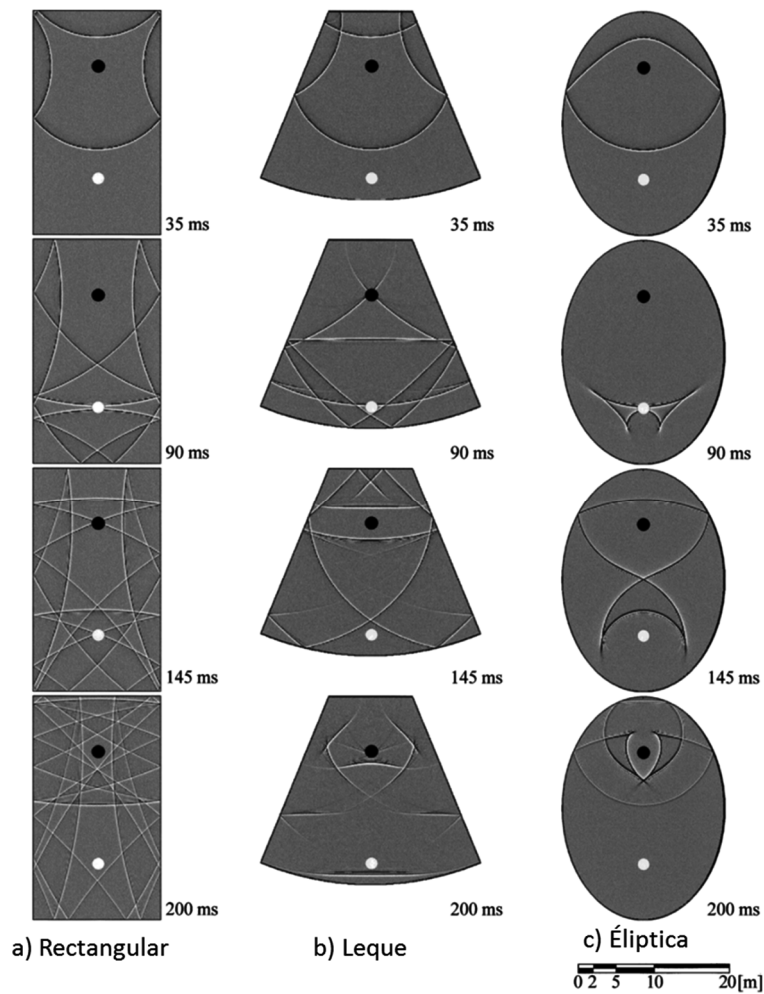 35 ms 35 ms 35 ms
90 ms 90 ms 90 ms
145 ms 145 ms 145 ms
200 ms 200 ms 200 ms
a) Rectangular b) Leque c) Éliptica
0 2 5 10 20[m]